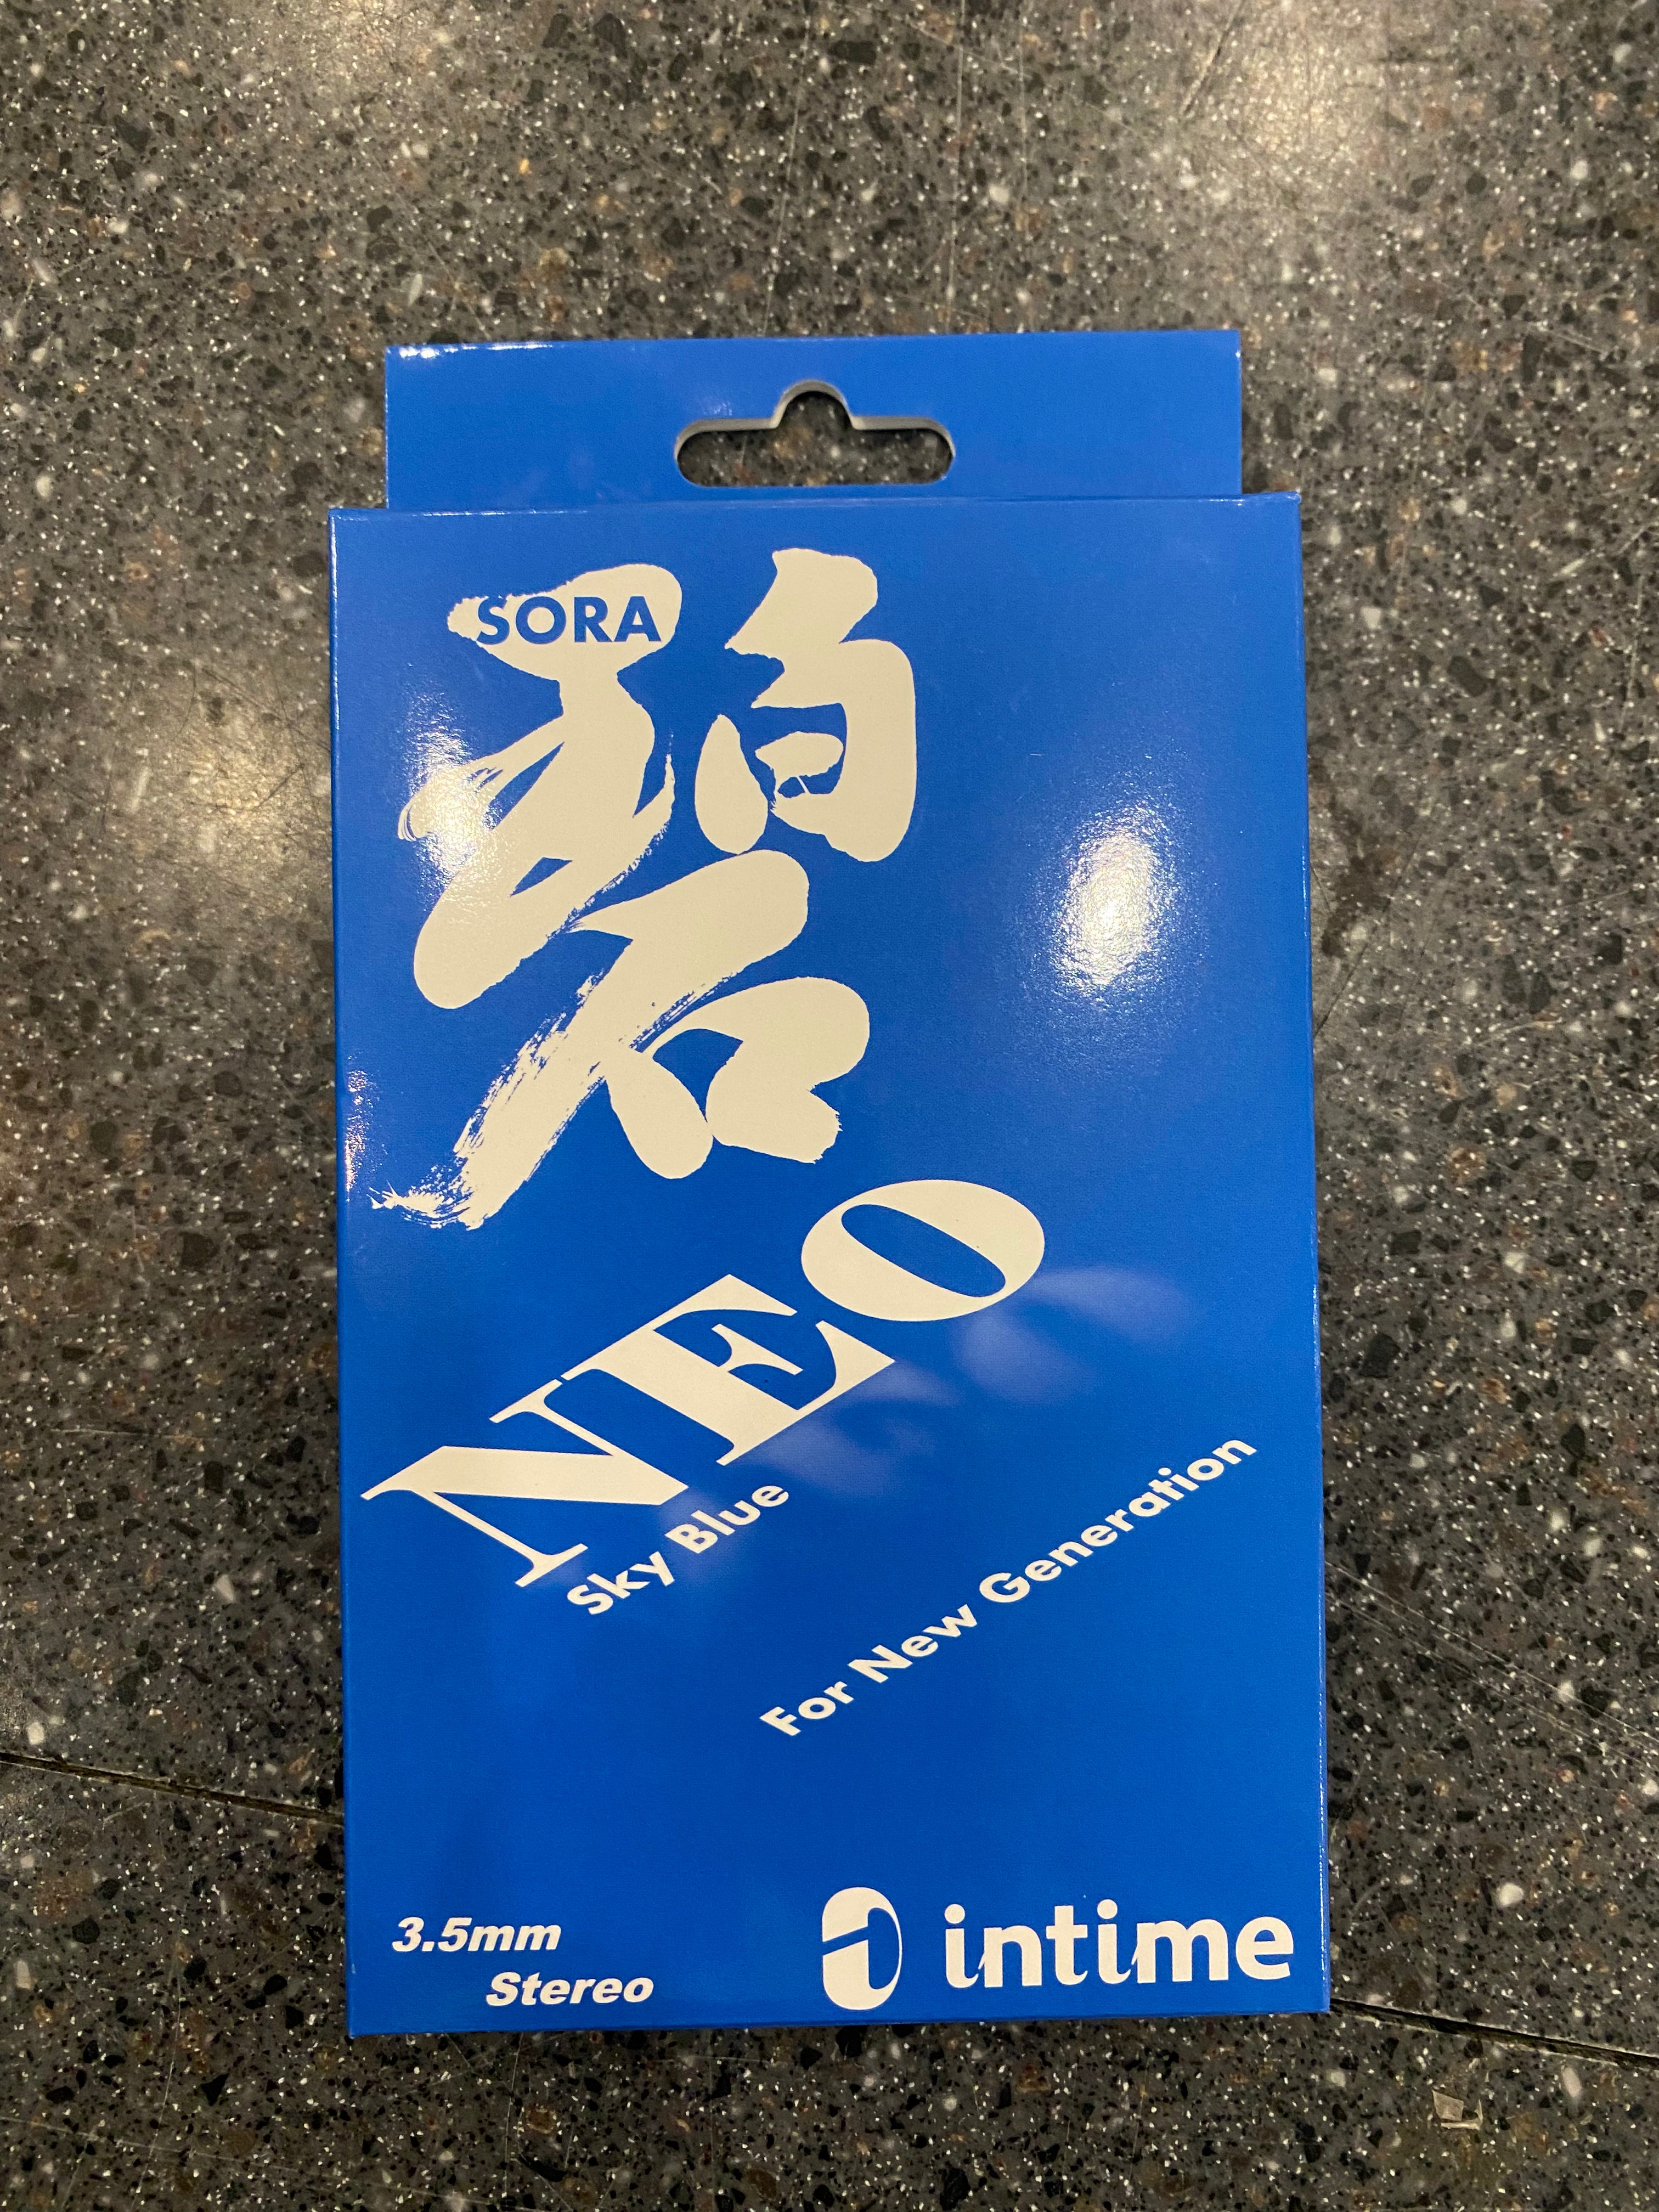 SORA
碧
NEO
Sky Blue
For New Generation
3.5mm
Stereo
intime